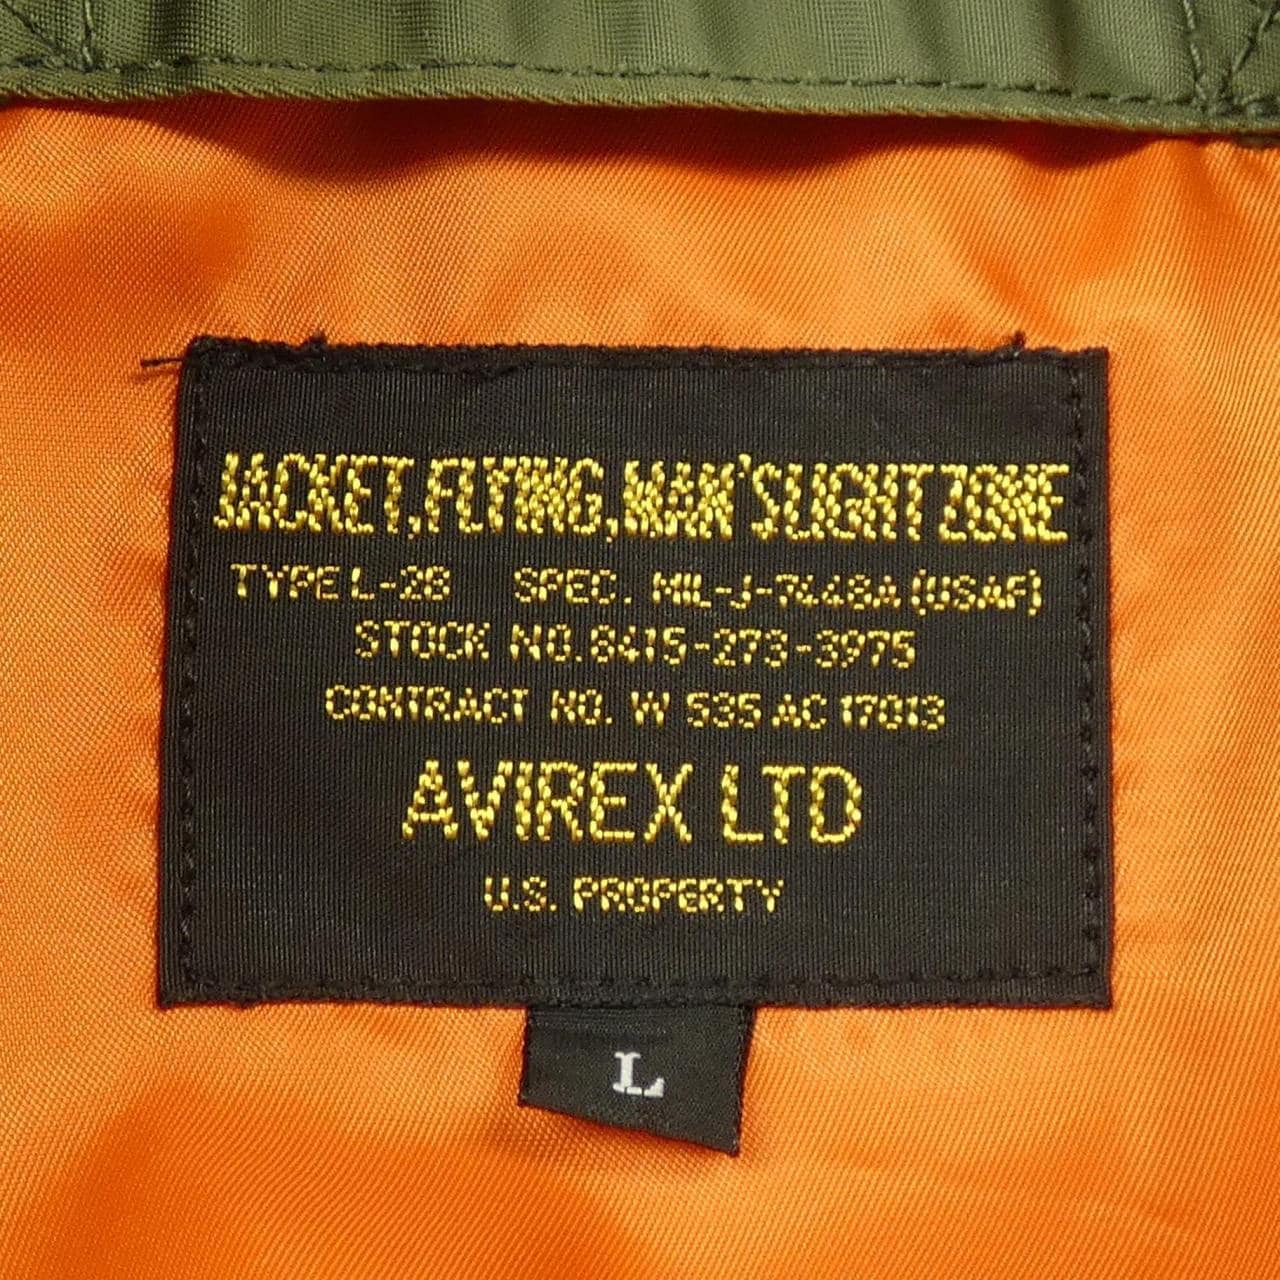 JACKET, FLYING, MAN'S LIGHT ZONE
TYPE L-2B SPEC. MIL-J-7448A (USAF)
STOCK NO. 8415-273-3975
CONTRACT NO. W 535 AC 17013
AVIREX LTD
U.S. PROPERTY
L